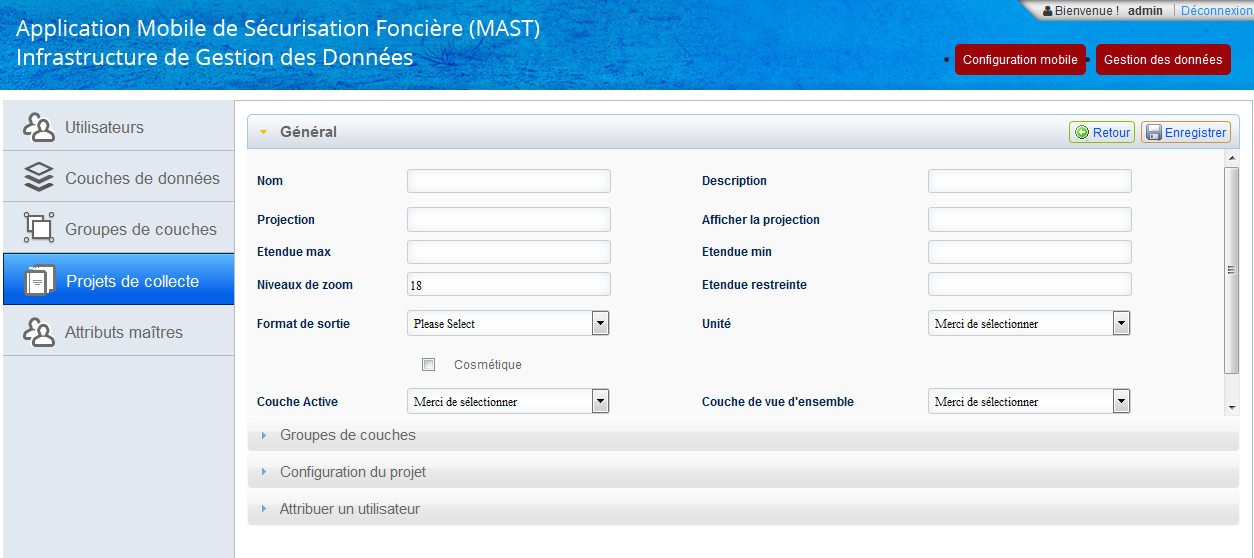 Application Mobile de Sécurisation Foncière (MAST)
Infrastructure de Gestion des Données
Bienvenue ! admin Déconnexion
Configuration mobile Gestion des données
Utilisateurs
Couches de données
Groupes de couches
Projets de collecte
Attributs maîtres
Général Retour Enregistrer
Nom Description
Projection Afficher la projection
Etendue max Etendue min
Niveaux de zoom 18 Etendue restreinte
Format de sortie Please Select Unité Merci de sélectionner
Cosmétique
Couche Active Merci de sélectionner Couche de vue d'ensemble Merci de sélectionner
Groupes de couches
Configuration du projet
Attribuer un utilisateur